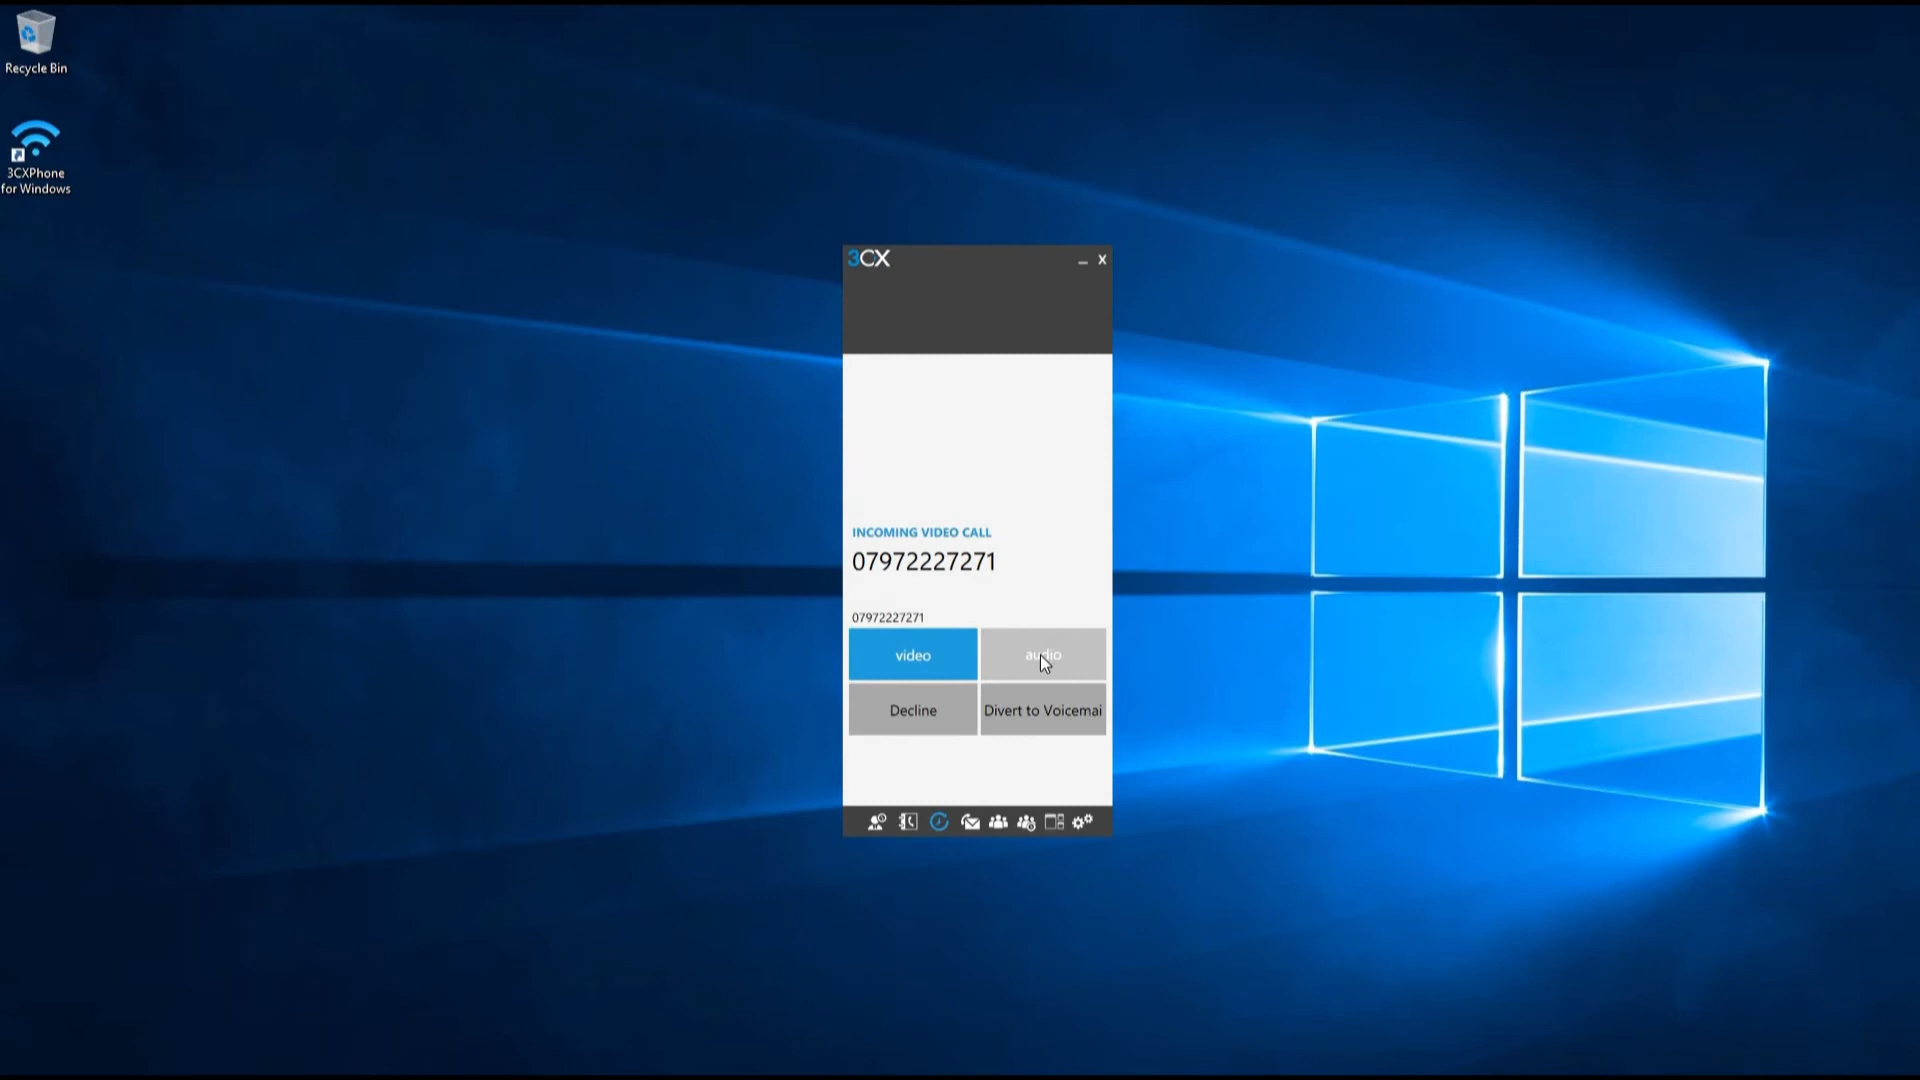 Recycle Bin
3CXPhone
for Windows
3CX
INCOMING VIDEO CALL
07972227271
07972227271
video
audio
Decline
Divert to Voicemai